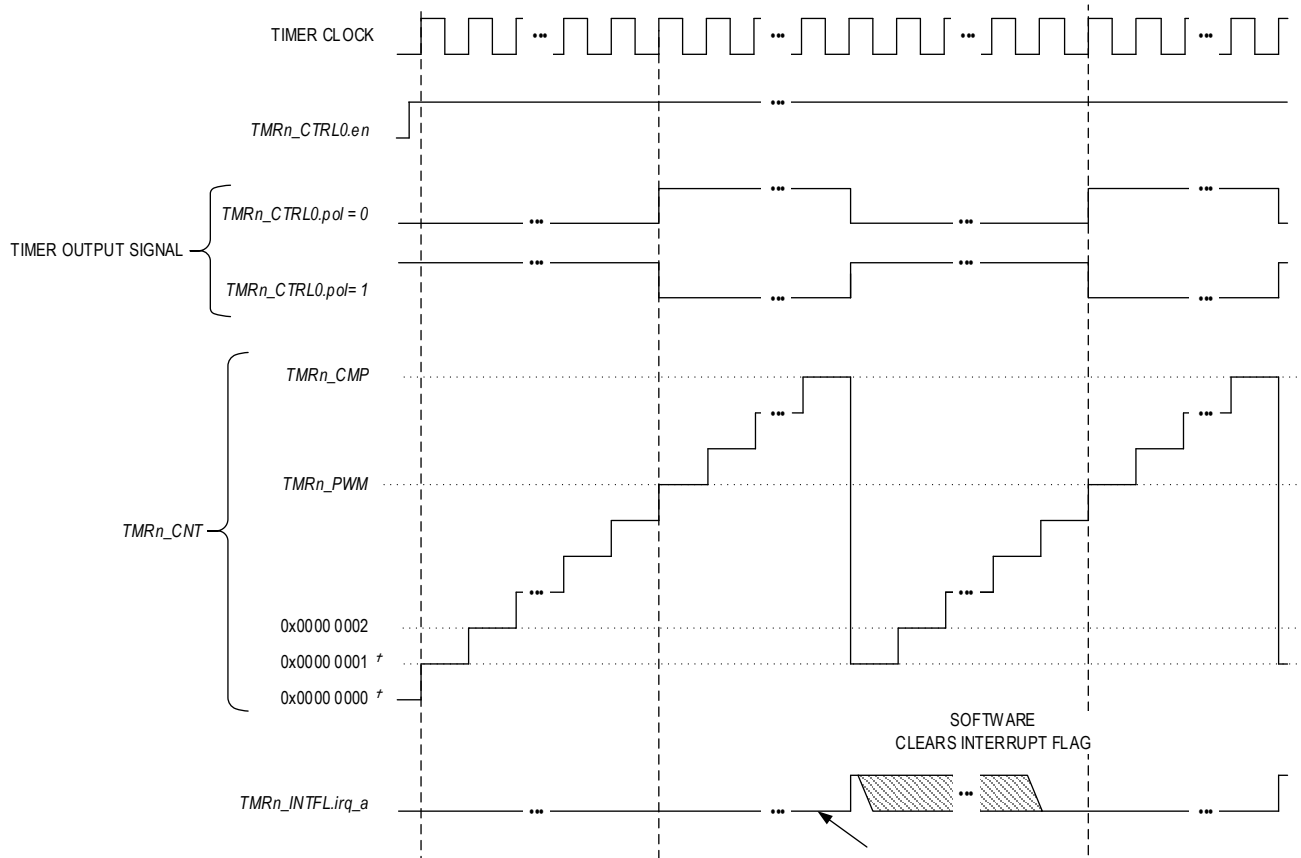 TIMER CLOCK
TMRn_CTRL0.en
TMRn_CTRL0.pol = 0
TIMER OUTPUT SIGNAL
TMRn_CTRL0.pol= 1
TMRn_CMP
TMRn_PWM
TMRn_CNT
0x0000 0002
0x0000 0001 †
0x0000 0000 †
SOFTWARE
CLEARS INTERRUPT FLAG
TMRn_INTFL.irq_a